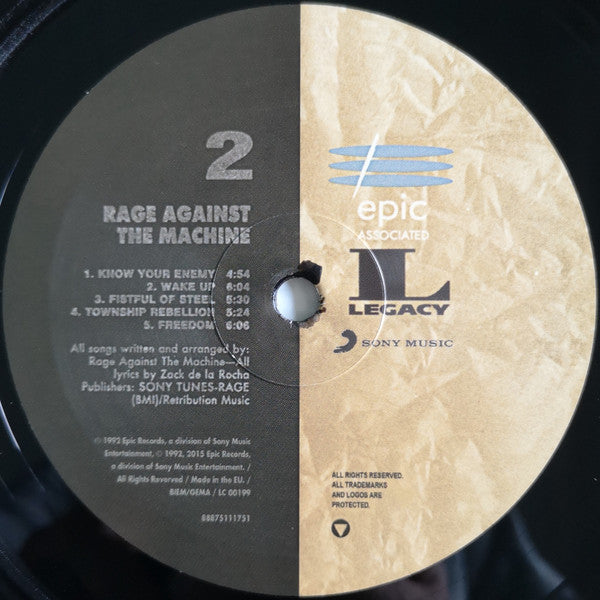 2
RAGE AGAINST
THE MACHINE
1. KNOW YOUR ENEMY 4:54
2. WAKE UP 6:04
3. FISTFUL OF STEEL 5:30
4. TOWNSHIP REBELLION 5:24
5. FREEDOM 6:06
All songs written and arranged by:
Rage Against The Machine—All
lyrics by Zack de la Rocha
Publishers: SONY TUNES-RAGE
(BMI)/Retribution Music
© 1992 Epic Records, a division of Sony Music
Entertainment. ℗ 1992, 2015 Epic Records,
a division of Sony Music Entertainment. /
All Rights Reserved / Made in the EU. /
BIEM/GEMA / LC 00199
88875111751
epic
ASSOCIATED
L
LEGACY
SONY MUSIC
ALL RIGHTS RESERVED.
ALL TRADEMARKS
AND LOGOS ARE
PROTECTED.